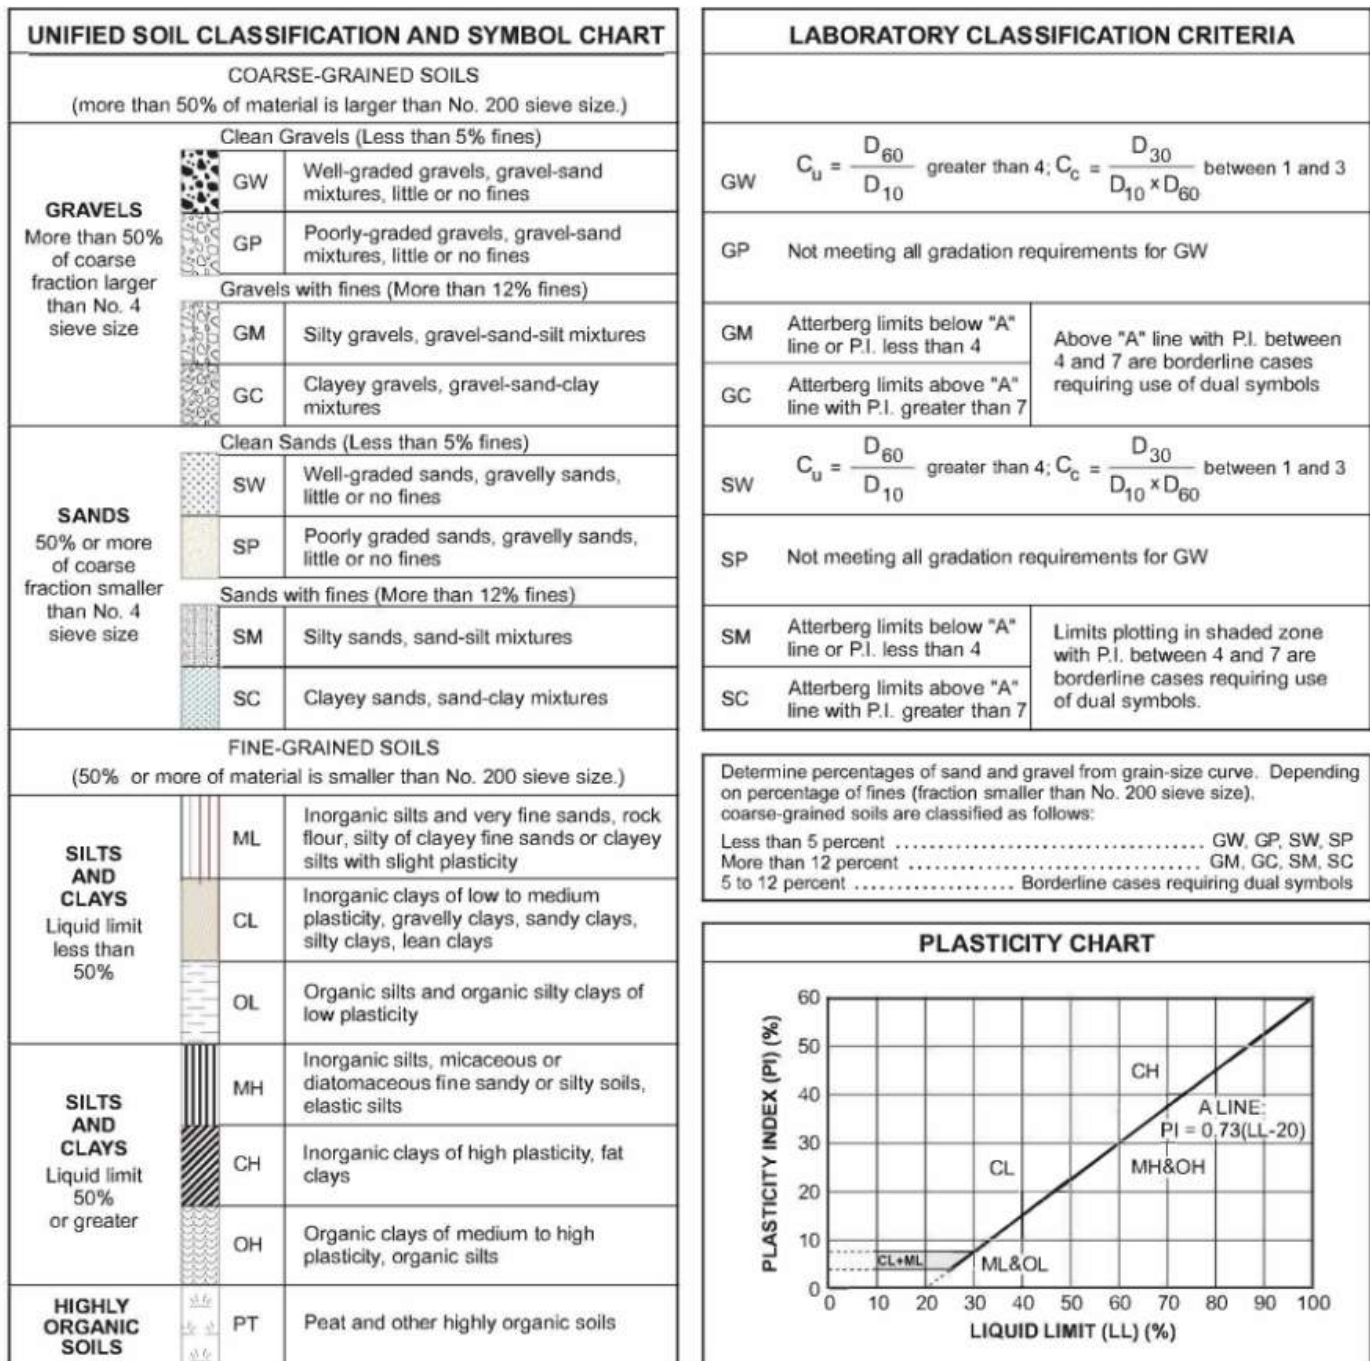 UNIFIED SOIL CLASSIFICATION AND SYMBOL CHART
COARSE-GRAINED SOILS
(more than 50% of material is larger than No. 200 sieve size.)
Clean Gravels (Less than 5% fines)
GRAVELS
More than 50%
of coarse
fraction larger
than No. 4
sieve size
GW
Well-graded gravels, gravel-sand
mixtures, little or no fines
GP
Poorly-graded gravels, gravel-sand
mixtures, little or no fines
Gravels with fines (More than 12% fines)
GM
Silty gravels, gravel-sand-silt mixtures
GC
Clayey gravels, gravel-sand-clay
mixtures
Clean Sands (Less than 5% fines)
SANDS
50% or more
of coarse
fraction smaller
than No. 4
sieve size
SW
Well-graded sands, gravelly sands,
little or no fines
SP
Poorly graded sands, gravelly sands,
little or no fines
Sands with fines (More than 12% fines)
SM
Silty sands, sand-silt mixtures
SC
Clayey sands, sand-clay mixtures
FINE-GRAINED SOILS
(50% or more of material is smaller than No. 200 sieve size.)
SILTS
AND
CLAYS
Liquid limit
less than
50%
ML
Inorganic silts and very fine sands, rock
flour, silty of clayey fine sands or clayey
silts with slight plasticity
CL
Inorganic clays of low to medium
plasticity, gravelly clays, sandy clays,
silty clays, lean clays
OL
Organic silts and organic silty clays of
low plasticity
SILTS
AND
CLAYS
Liquid limit
50%
or greater
MH
Inorganic silts, micaceous or
diatomaceous fine sandy or silty soils,
elastic silts
CH
Inorganic clays of high plasticity, fat
clays
OH
Organic clays of medium to high
plasticity, organic silts
HIGHLY
ORGANIC
SOILS
PT
Peat and other highly organic soils
LABORATORY CLASSIFICATION CRITERIA
GW Cu = D60 / D10 greater than 4; Cc = D30 / D10 x D60 between 1 and 3
GP Not meeting all gradation requirements for GW
GM
Atterberg limits below "A"
line or P.I. less than 4
GC
Atterberg limits above "A"
line with P.I. greater than 7
Above "A" line with P.I. between
4 and 7 are borderline cases
requiring use of dual symbols
SW Cu = D60 / D10 greater than 4; Cc = D30 / D10 x D60 between 1 and 3
SP Not meeting all gradation requirements for GW
SM
Atterberg limits below "A"
line or P.I. less than 4
SC
Atterberg limits above "A"
line with P.I. greater than 7
Limits plotting in shaded zone
with P.I. between 4 and 7 are
borderline cases requiring use
of dual symbols.
Determine percentages of sand and gravel from grain-size curve. Depending
on percentage of fines (fraction smaller than No. 200 sieve size),
coarse-grained soils are classified as follows:
Less than 5 percent .................................... GW, GP, SW, SP
More than 12 percent .................................... GM, GC, SM, SC
5 to 12 percent .................. Borderline cases requiring dual symbols
PLASTICITY CHART
PLASTICITY INDEX (PI) (%)
60
50
40
30
20
10
0
CH
A LINE:
PI = 0.73(LL-20)
CL
MH&OH
CL+ML
ML&OL
0 10 20 30 40 50 60 70 80 90 100
LIQUID LIMIT (LL) (%)